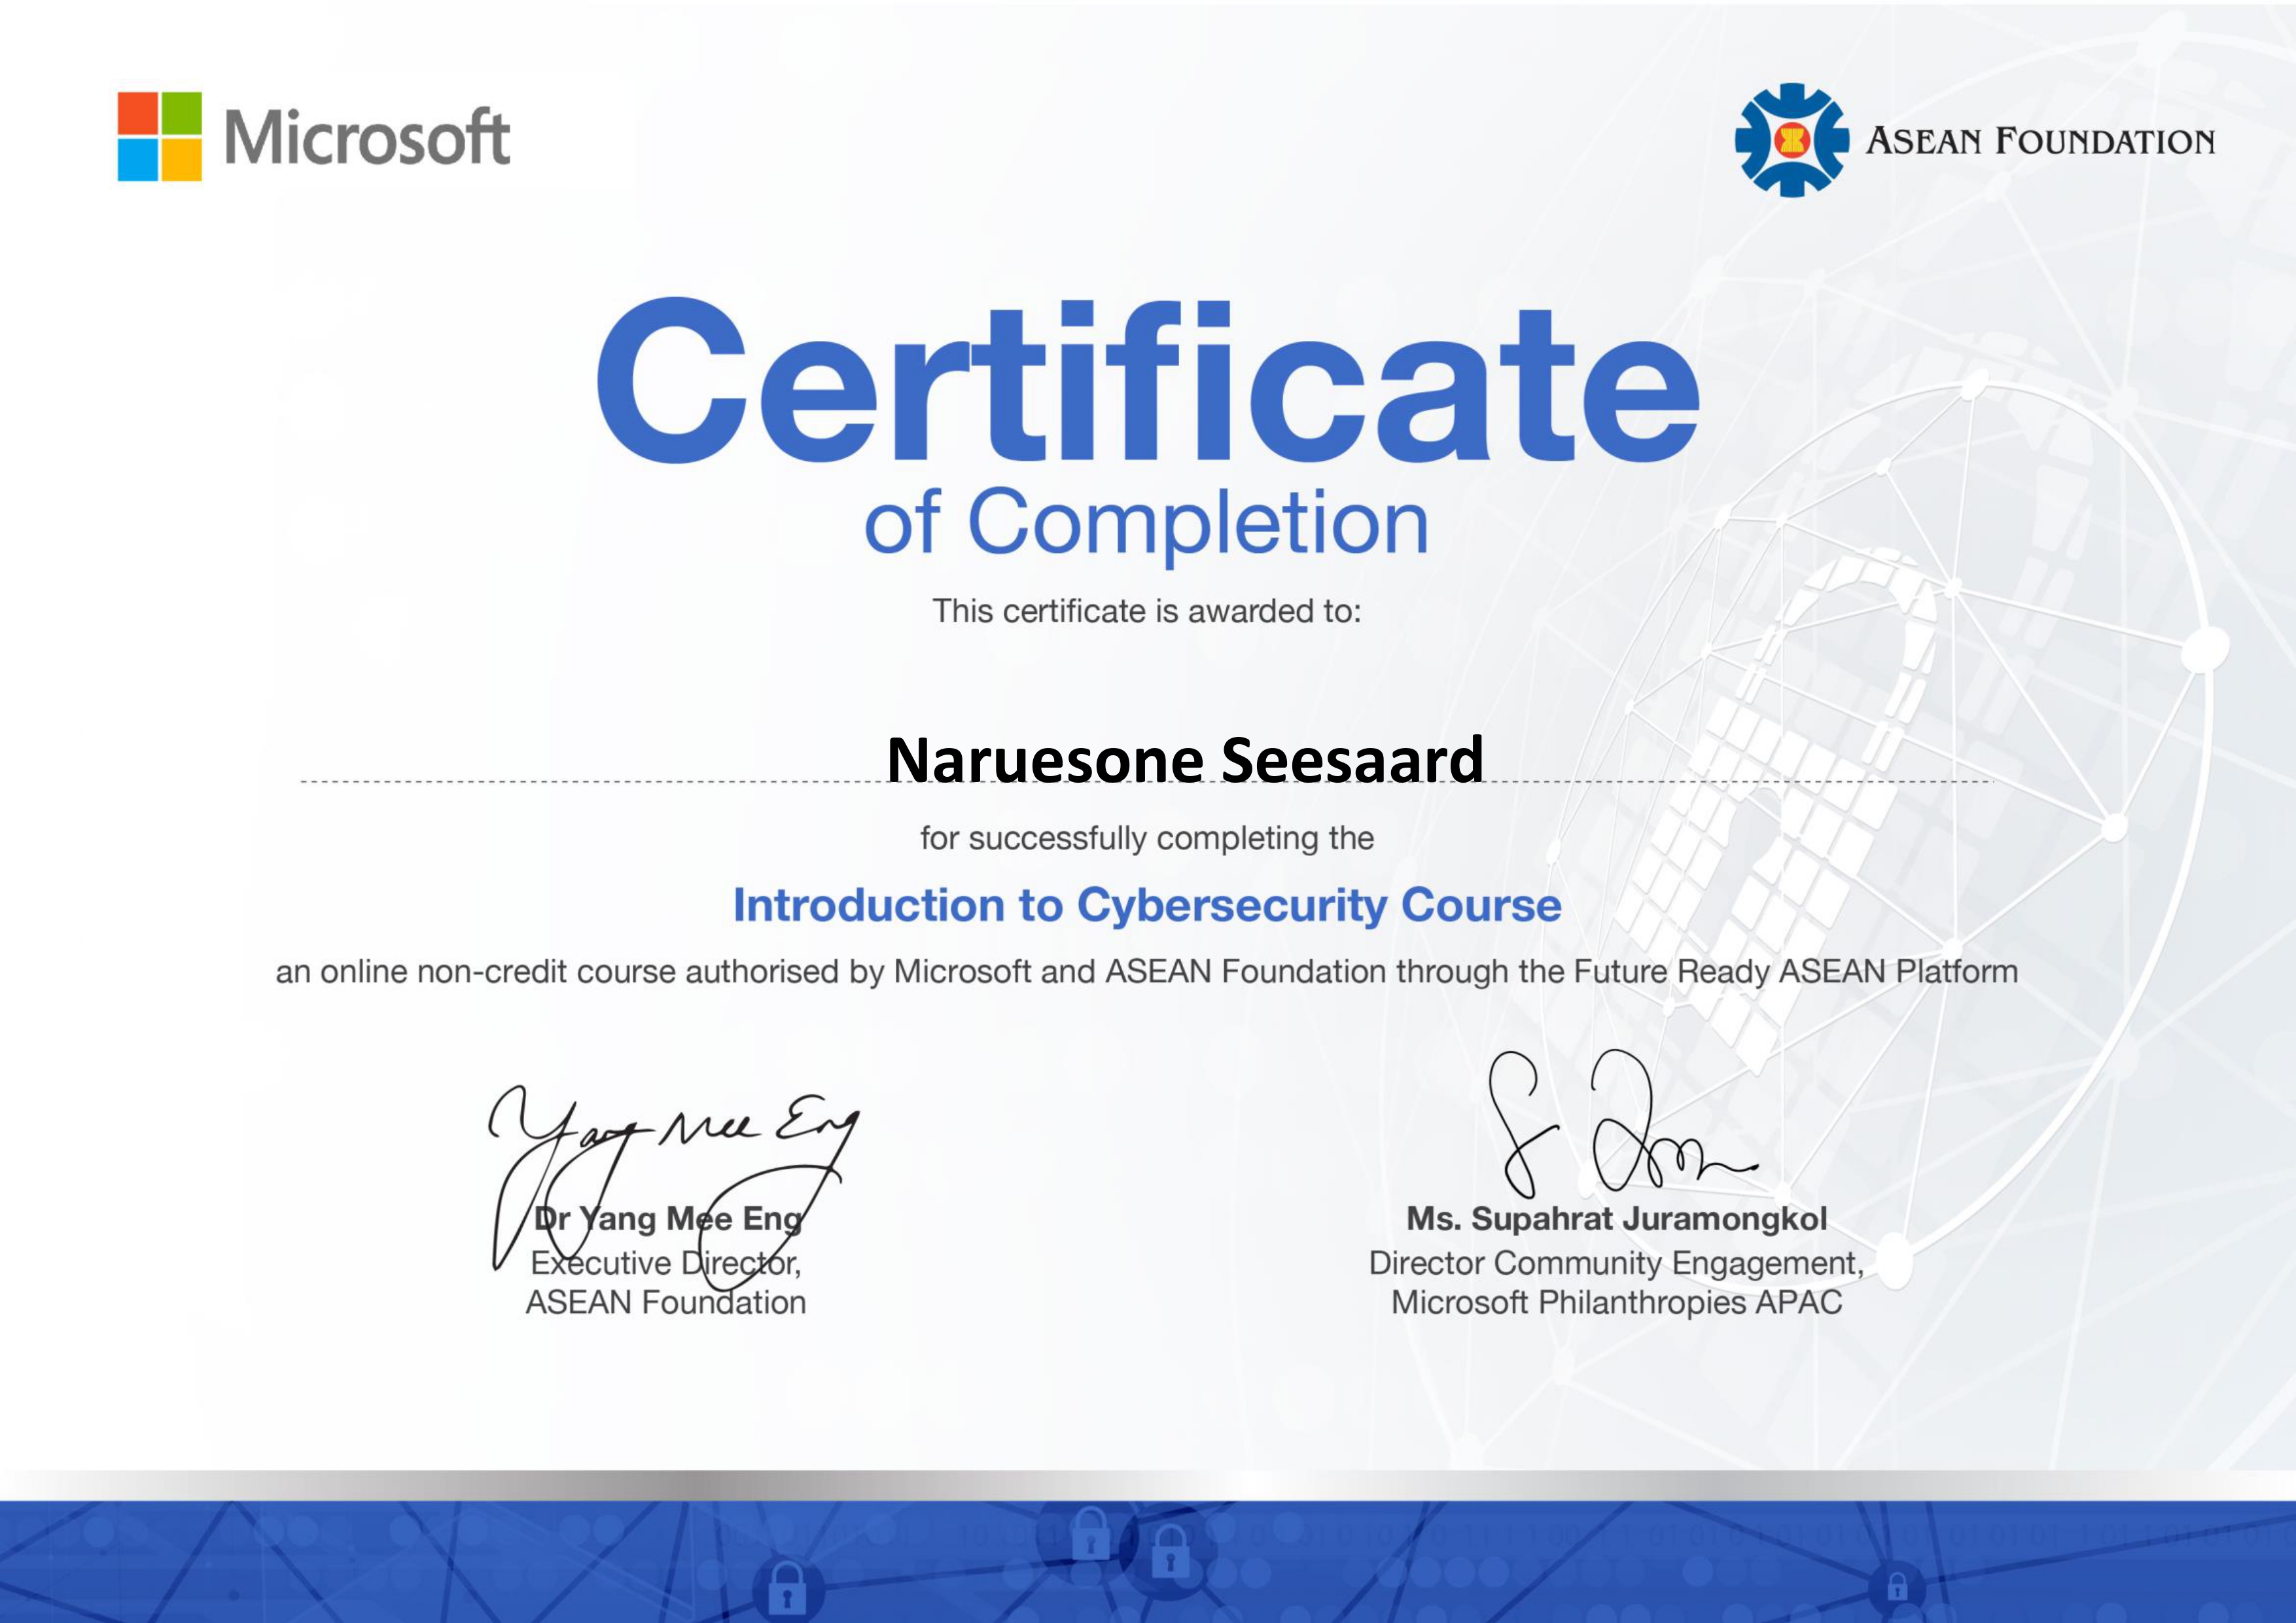 Microsoft
ASEAN FOUNDATION
Certificate
of Completion
This certificate is awarded to:
Naruesone Seesaard
for successfully completing the
Introduction to Cybersecurity Course
an online non-credit course authorised by Microsoft and ASEAN Foundation through the Future Ready ASEAN Platform
Yang Mee Eng
Dr Yang Mee Eng
Executive Director,
ASEAN Foundation
Ms. Supahrat Juramongkol
Director Community Engagement,
Microsoft Philanthropies APAC